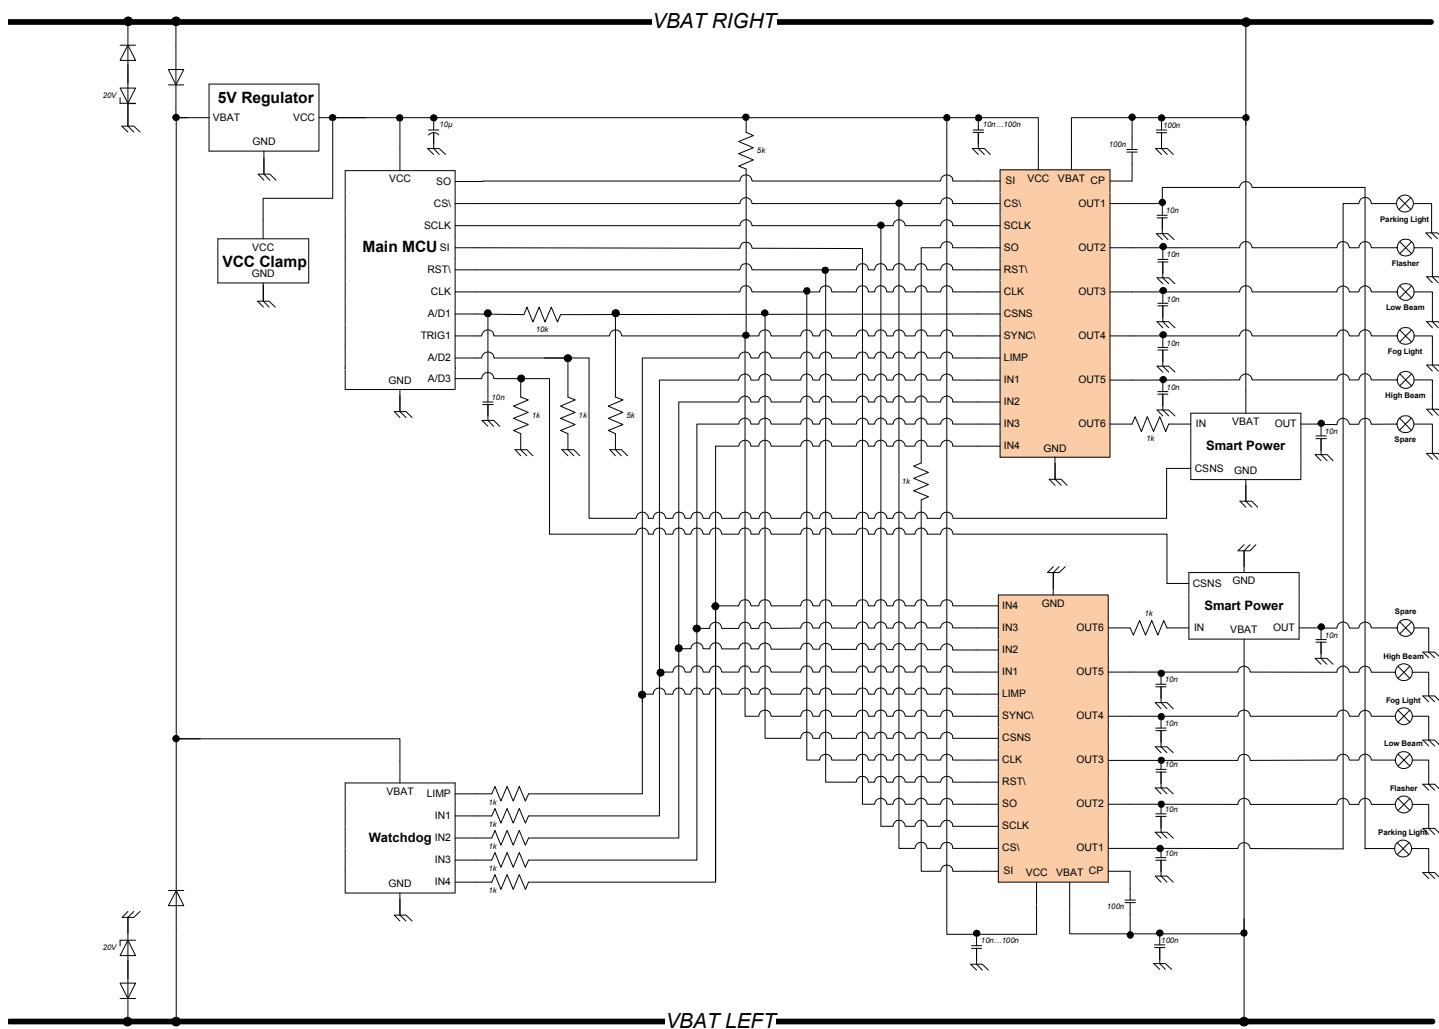 VBAT RIGHT
20V
5V Regulator
VBAT
VCC
GND
10µ
5k
10n…100n
100n
100n
VCC
VCC Clamp
GND
VCC
Main MCU
SO
CS\
SCLK
SI
RST\
CLK
A/D1
TRIG1
A/D2
A/D3
GND
10k
10n
1k
1k
5k
SI
VCC
VBAT
CP
CS\
SCLK
SO
RST\
CLK
CSNS
SYNC\
LIMP
IN1
IN2
IN3
IN4
GND
OUT1
OUT2
OUT3
OUT4
OUT5
OUT6
10n
10n
10n
10n
10n
1k
1k
IN
VBAT
OUT
Smart Power
CSNS
GND
10n
Parking Light
Flasher
Low Beam
Fog Light
High Beam
Spare
CSNS
GND
Smart Power
IN
VBAT
OUT
10n
1k
IN4
GND
IN3
IN2
IN1
LIMP
SYNC\
CSNS
CLK
RST\
SO
SCLK
CS\
SI
VCC
VBAT
CP
OUT6
OUT5
OUT4
OUT3
OUT2
OUT1
10n
10n
10n
10n
10n
Spare
High Beam
Fog Light
Low Beam
Flasher
Parking Light
VBAT
LIMP
IN1
Watchdog
IN2
IN3
GND
IN4
1k
1k
1k
1k
1k
100n
10n…100n
100n
20V
VBAT LEFT